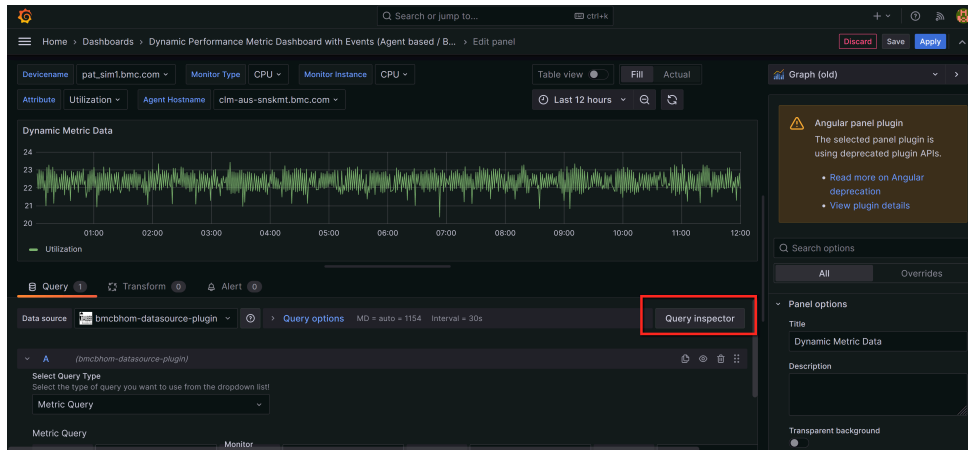 Search or jump to...
ctrl+k
Home › Dashboards › Dynamic Performance Metric Dashboard with Events (Agent based / B... › Edit panel
Discard Save Apply
Devicename pat_sim1.bmc.com Monitor Type CPU Monitor Instance CPU
Table view Fill Actual
Graph (old)
Attribute Utilization Agent Hostname clm-aus-snskmt.bmc.com
Last 12 hours
Angular panel plugin
The selected panel plugin is
using deprecated plugin APIs.
• Read more on Angular
deprecation
• View plugin details
Dynamic Metric Data
24
23
22
21
20
01:00 02:00 03:00 04:00 05:00 06:00 07:00 08:00 09:00 10:00 11:00 12:00
Utilization
Search options
All Overrides
Query 1 Transform 0 Alert 0
Panel options
Title
Dynamic Metric Data
Description
Transparent background
Data source bmcbhom-datasource-plugin › Query options MD = auto = 1154 Interval = 30s Query inspector
A (bmcbhom-datasource-plugin)
Select Query Type
Select the type of query you want to use from the dropdown list!
Metric Query
Metric Query
Monitor